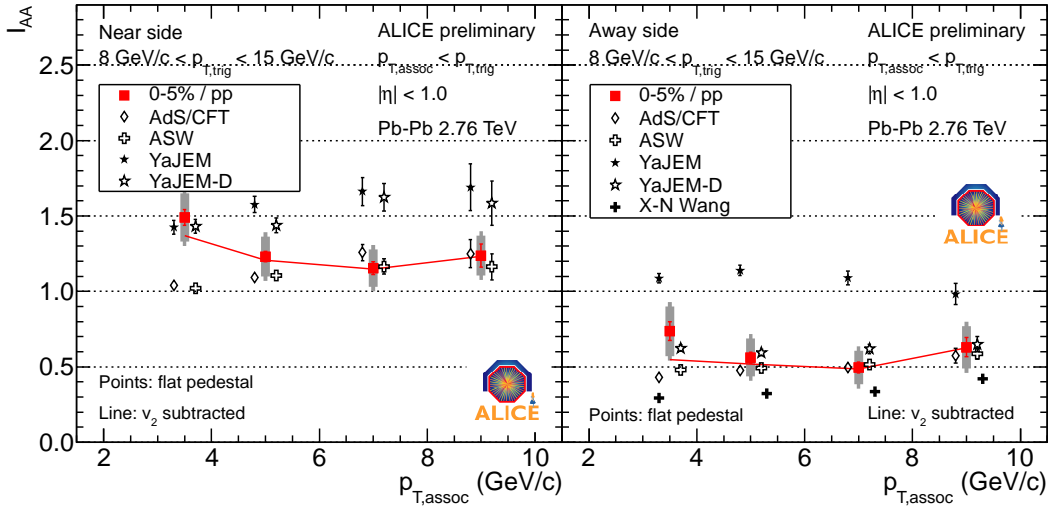 I_AA
Near side
ALICE preliminary
8 GeV/c < p_T,trig < 15 GeV/c
p_T,assoc < p_T,trig
0-5% / pp
AdS/CFT
ASW
YaJEM
YaJEM-D
|η| < 1.0
Pb-Pb 2.76 TeV
Points: flat pedestal
Line: v_2 subtracted
ALICE
2.5
2.0
1.5
1.0
0.5
0.0
2 4 6 8 10
p_T,assoc (GeV/c)
Away side
ALICE preliminary
8 GeV/c < p_T,trig < 15 GeV/c
p_T,assoc < p_T,trig
0-5% / pp
AdS/CFT
ASW
YaJEM
YaJEM-D
X-N Wang
|η| < 1.0
Pb-Pb 2.76 TeV
ALICE
Points: flat pedestal
Line: v_2 subtracted
2 4 6 8 10
p_T,assoc (GeV/c)